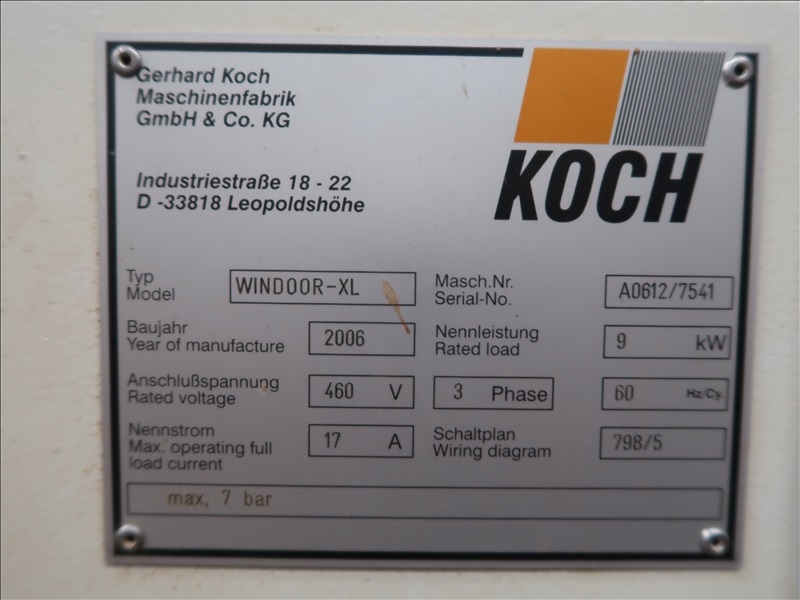 Gerhard Koch
Maschinenfabrik
GmbH & Co. KG
KOCH
Industriestraße 18 - 22
D -33818 Leopoldshöhe
Typ
Model
WINDOOR-XL
Masch.Nr.
Serial-No.
A0612/7541
Baujahr
Year of manufacture
2006
Nennleistung
Rated load
9 kW
Anschlußspannung
Rated voltage
460 V
3 Phase
60 Hz/Cy.
Nennstrom
Max. operating full
load current
17 A
Schaltplan
Wiring diagram
798/5
max. 7 bar